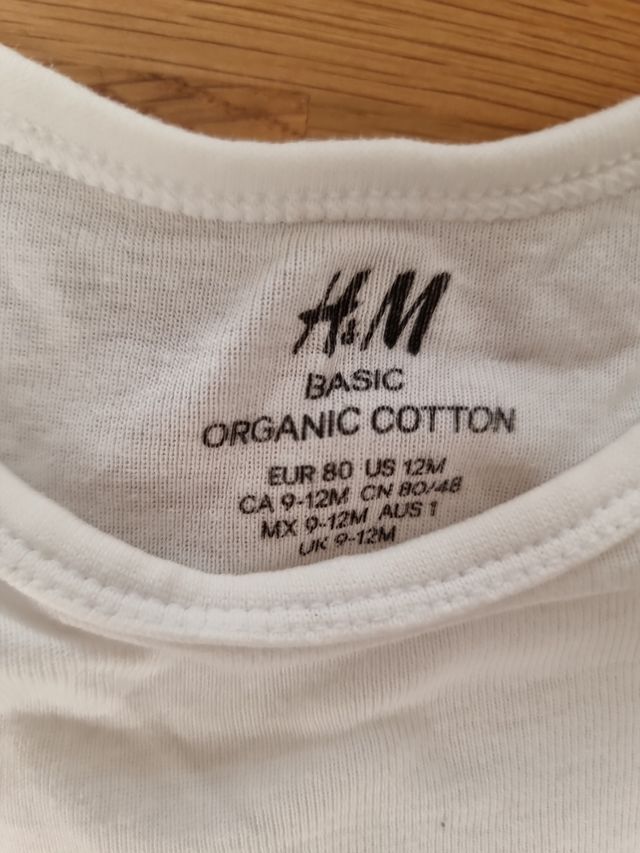 H&M
BASIC
ORGANIC COTTON
EUR 80 US 12M
CA 9-12M CN 80/48
MX 9-12M AUS 1
UK 9-12M